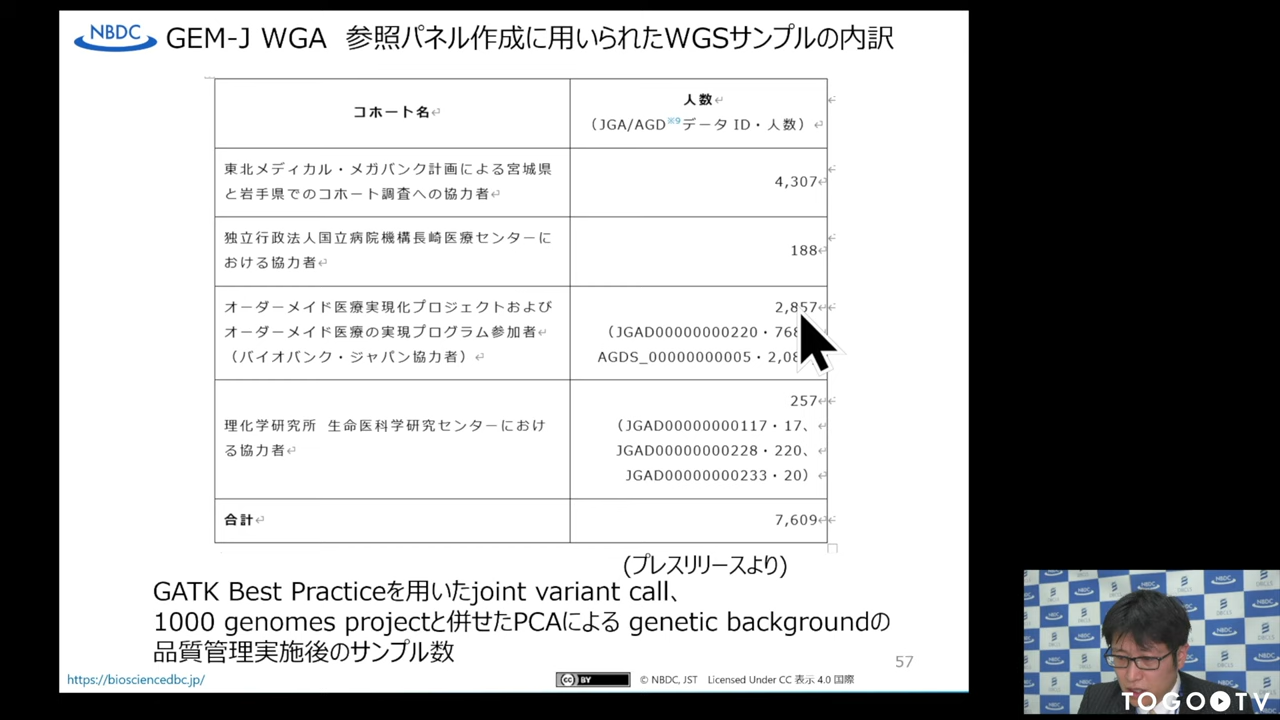 NBDC GEM-J WGA 参照パネル作成に用いられたWGSサンプルの内訳
コホート名↵
人数↵
（JGA/AGD※9データ ID・人数）↵
東北メディカル・メガバンク計画による宮城県
と岩手県でのコホート調査への協力者↵
4,307↵
独立行政法人国立病院機構長崎医療センターに
おける協力者↵
188↵
オーダーメイド医療実現化プロジェクトおよび
オーダーメイド医療の実現プログラム参加者↵
（バイオバンク・ジャパン協力者）↵
2,857↵
（JGAD00000000220・76
AGDS_00000000005・2,08
理化学研究所 生命医科学研究センターにおけ
る協力者↵
257↵
（JGAD00000000117・17、↵
JGAD00000000228・220、↵
JGAD00000000233・20）↵
合計↵
7,609↵
(プレスリリースより)
GATK Best Practiceを用いたjoint variant call、
1000 genomes projectと併せたPCAによる genetic backgroundの
品質管理実施後のサンプル数
57
https://biosciencedbc.jp/
cc BY
© NBDC, JST Licensed Under CC 表示 4.0 国際
NBDC
DBCLS
TOGO TV